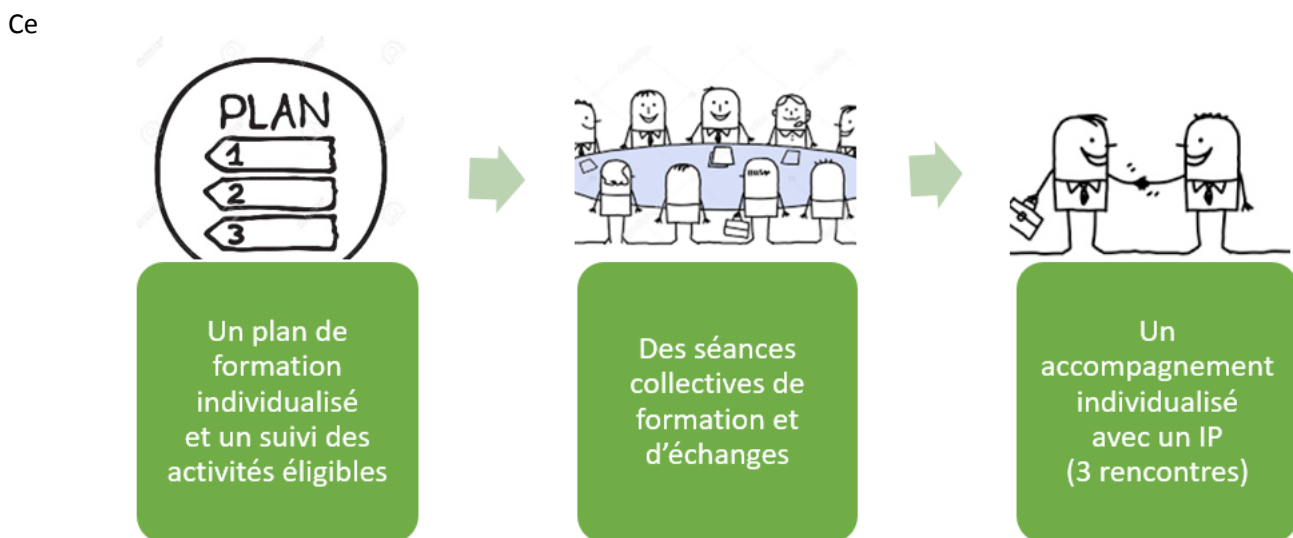 Ce
PLAN
1
2
3
Un plan de
formation
individualisé
et un suivi des
activités éligibles
Des séances
collectives de
formation et
d'échanges
Un
accompagnement
individualisé
avec un IP
(3 rencontres)